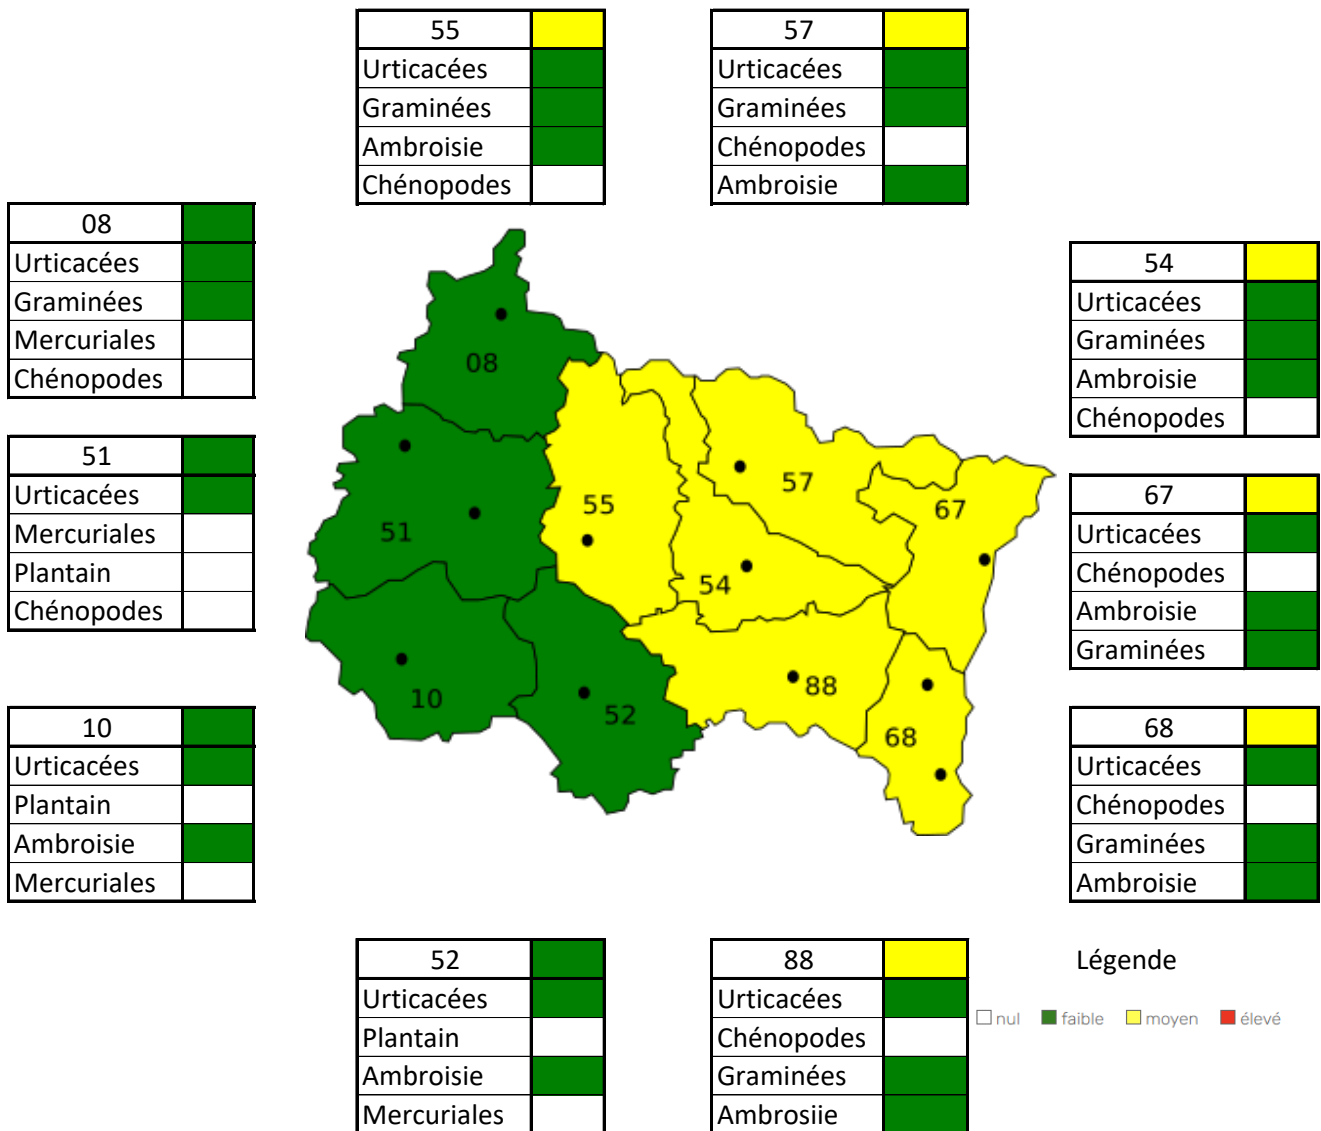 55
Urticacées
Graminées
Ambroisie
Chénopodes
57
Urticacées
Graminées
Chénopodes
Ambroisie
08
Urticacées
Graminées
Mercuriales
Chénopodes
54
Urticacées
Graminées
Ambroisie
Chénopodes
51
Urticacées
Mercuriales
Plantain
Chénopodes
08
57
55
67
51
54
88
10
52
68
67
Urticacées
Chénopodes
Ambroisie
Graminées
10
Urticacées
Plantain
Ambroisie
Mercuriales
68
Urticacées
Chénopodes
Graminées
Ambroisie
52
Urticacées
Plantain
Ambroisie
Mercuriales
88
Urticacées
Chénopodes
Graminées
Ambrosiie
Légende
nul faible moyen élevé